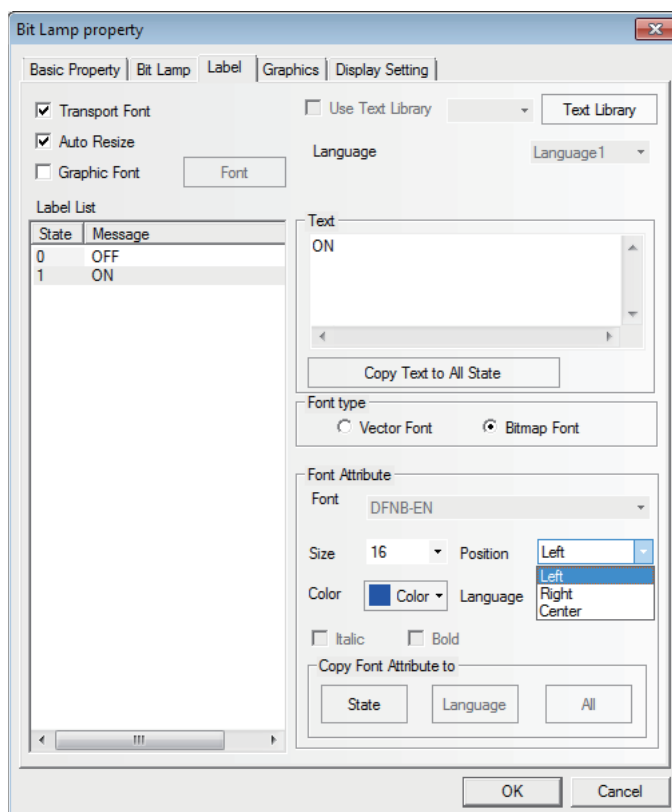 Bit Lamp property
Basic Property Bit Lamp Label Graphics Display Setting
Transport Font
Auto Resize
Graphic Font Font
Use Text Library Text Library
Language Language1
Label List
State Message
0 OFF
1 ON
Text
ON
Copy Text to All State
Font type
Vector Font Bitmap Font
Font Attribute
Font DFNB-EN
Size 16 Position Left
Left
Right
Center
Color Color Language
Italic Bold
Copy Font Attribute to
State Language All
OK Cancel